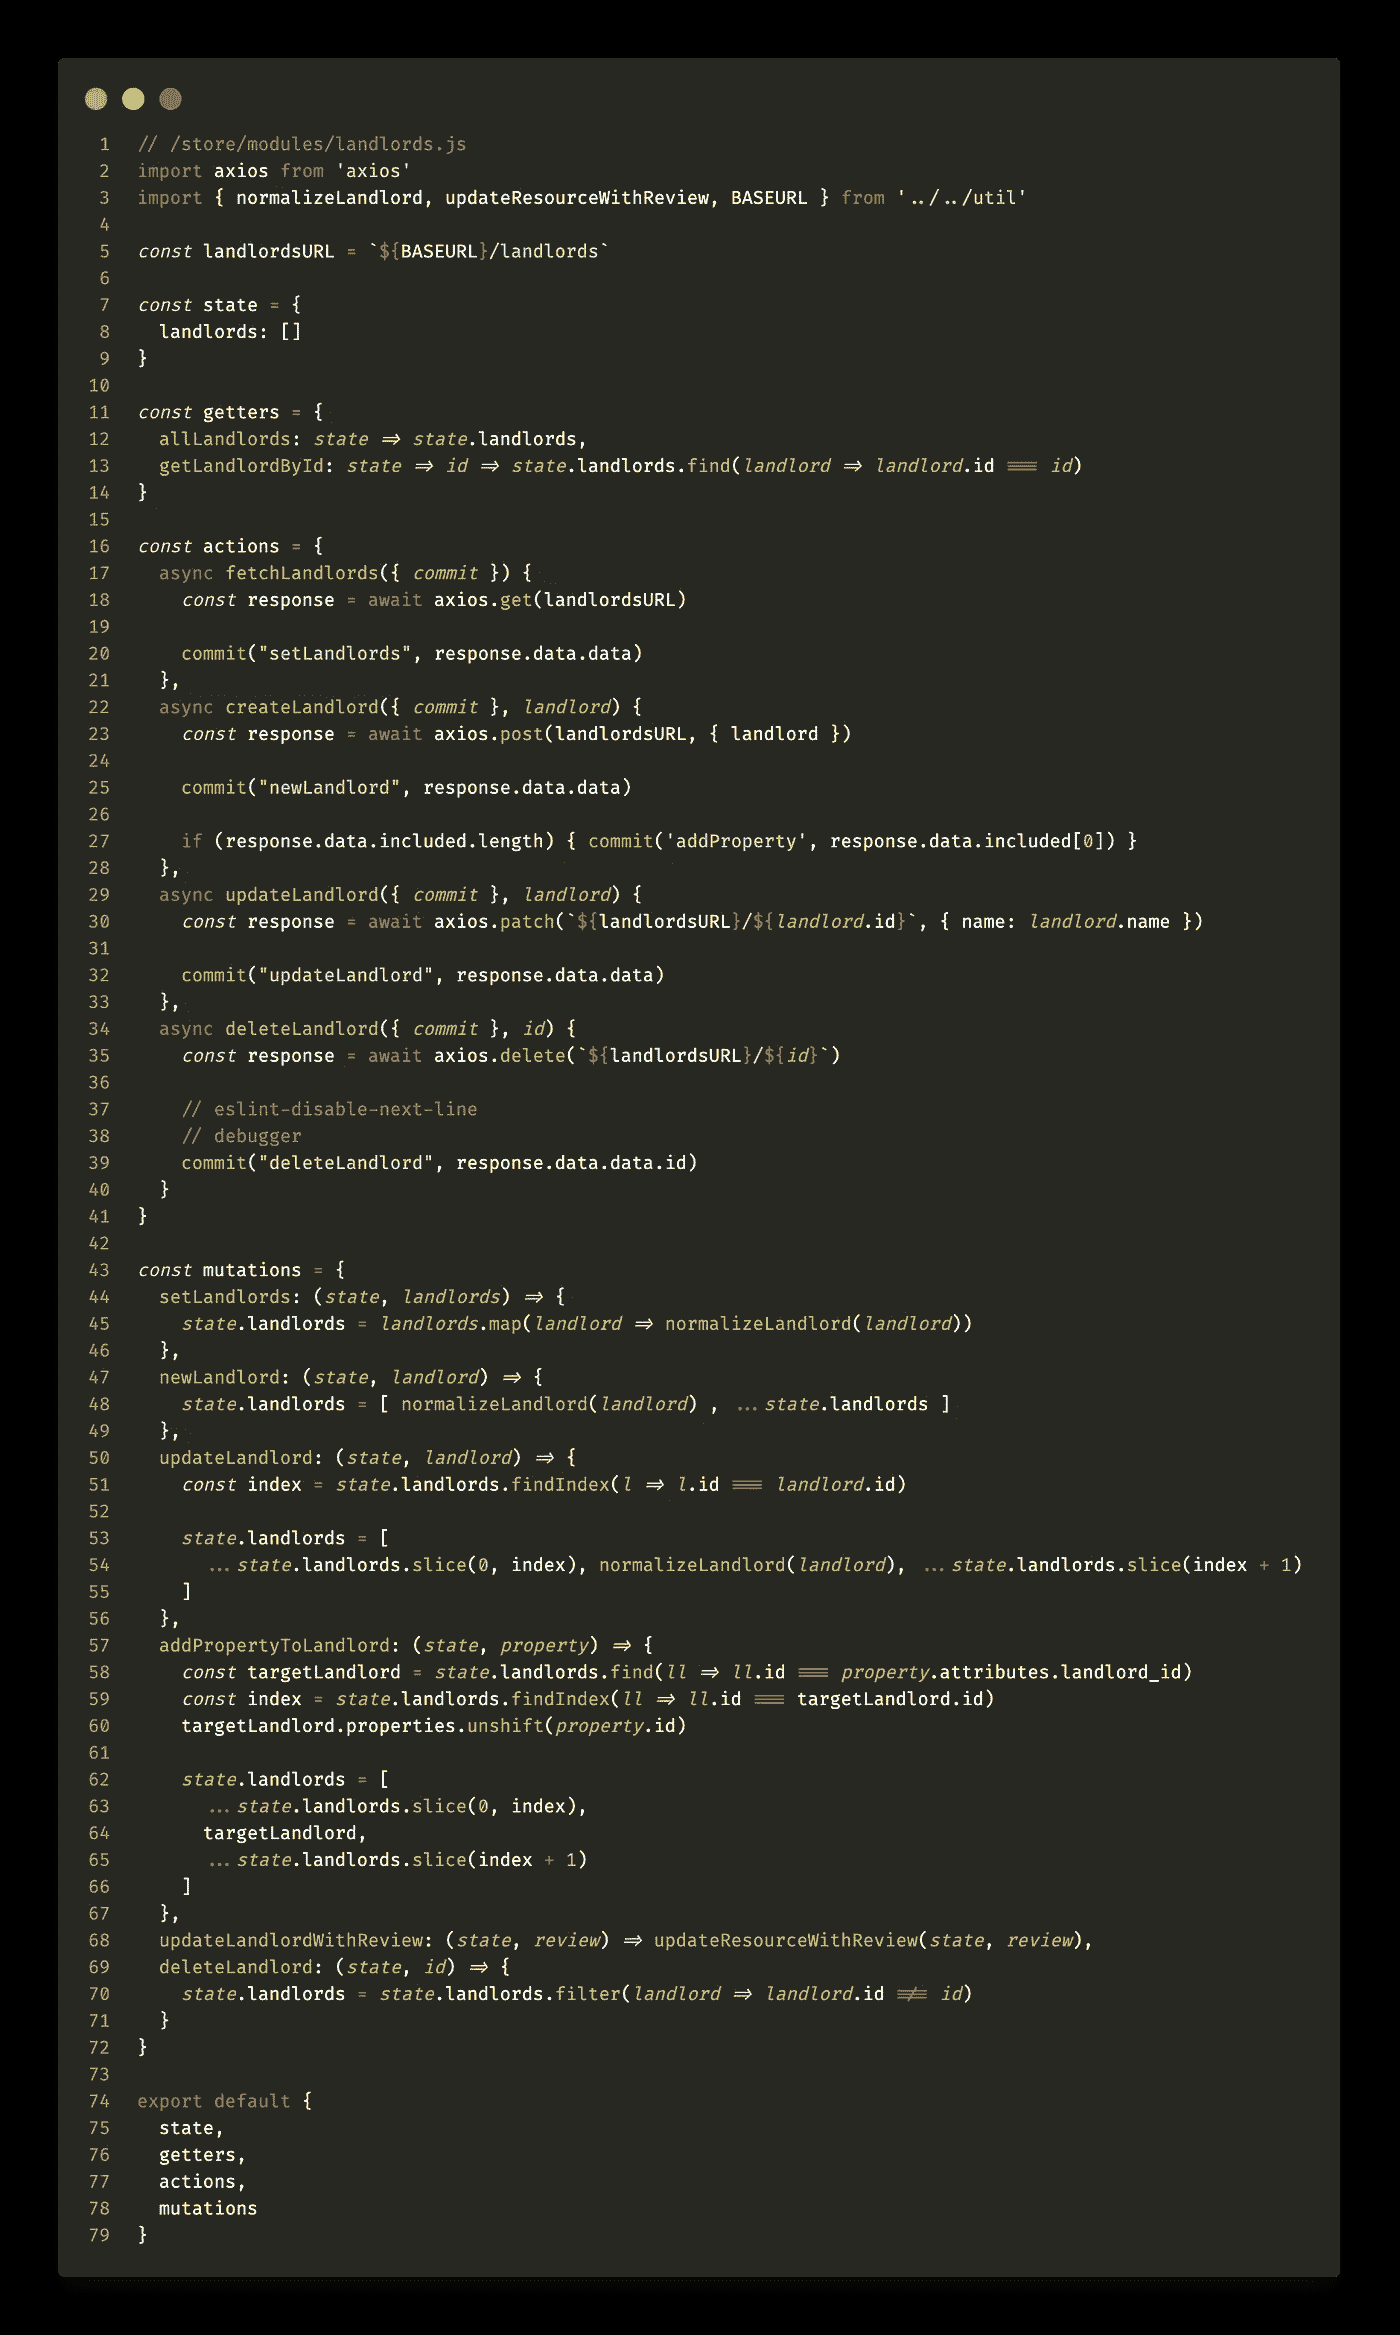 1 // /store/modules/landlords.js
2 import axios from 'axios'
3 import { normalizeLandlord, updateResourceWithReview, BASEURL } from '../../util'
4
5 const landlordsURL = `${BASEURL}/landlords`
6
7 const state = {
8   landlords: []
9 }
10
11 const getters = {
12   allLandlords: state => state.landlords,
13   getLandlordById: state => id => state.landlords.find(landlord => landlord.id === id)
14 }
15
16 const actions = {
17   async fetchLandlords({ commit }) {
18     const response = await axios.get(landlordsURL)
19
20     commit("setLandlords", response.data.data)
21   },
22   async createLandlord({ commit }, landlord) {
23     const response = await axios.post(landlordsURL, { landlord })
24
25     commit("newLandlord", response.data.data)
26
27     if (response.data.included.length) { commit('addProperty', response.data.included[0]) }
28   },
29   async updateLandlord({ commit }, landlord) {
30     const response = await axios.patch(`${landlordsURL}/${landlord.id}`, { name: landlord.name })
31
32     commit("updateLandlord", response.data.data)
33   },
34   async deleteLandlord({ commit }, id) {
35     const response = await axios.delete(`${landlordsURL}/${id}`)
36
37     // eslint-disable-next-line
38     // debugger
39     commit("deleteLandlord", response.data.data.id)
40   }
41 }
42
43 const mutations = {
44   setLandlords: (state, landlords) => {
45     state.landlords = landlords.map(landlord => normalizeLandlord(landlord))
46   },
47   newLandlord: (state, landlord) => {
48     state.landlords = [ normalizeLandlord(landlord) , ...state.landlords ]
49   },
50   updateLandlord: (state, landlord) => {
51     const index = state.landlords.findIndex(l => l.id === landlord.id)
52
53     state.landlords = [
54       ...state.landlords.slice(0, index), normalizeLandlord(landlord), ...state.landlords.slice(index + 1)
55     ]
56   },
57   addPropertyToLandlord: (state, property) => {
58     const targetLandlord = state.landlords.find(ll => ll.id === property.attributes.landlord_id)
59     const index = state.landlords.findIndex(ll => ll.id === targetLandlord.id)
60     targetLandlord.properties.unshift(property.id)
61
62     state.landlords = [
63       ...state.landlords.slice(0, index),
64       targetLandlord,
65       ...state.landlords.slice(index + 1)
66     ]
67   },
68   updateLandlordWithReview: (state, review) => updateResourceWithReview(state, review),
69   deleteLandlord: (state, id) => {
70     state.landlords = state.landlords.filter(landlord => landlord.id !== id)
71   }
72 }
73
74 export default {
75   state,
76   getters,
77   actions,
78   mutations
79 }